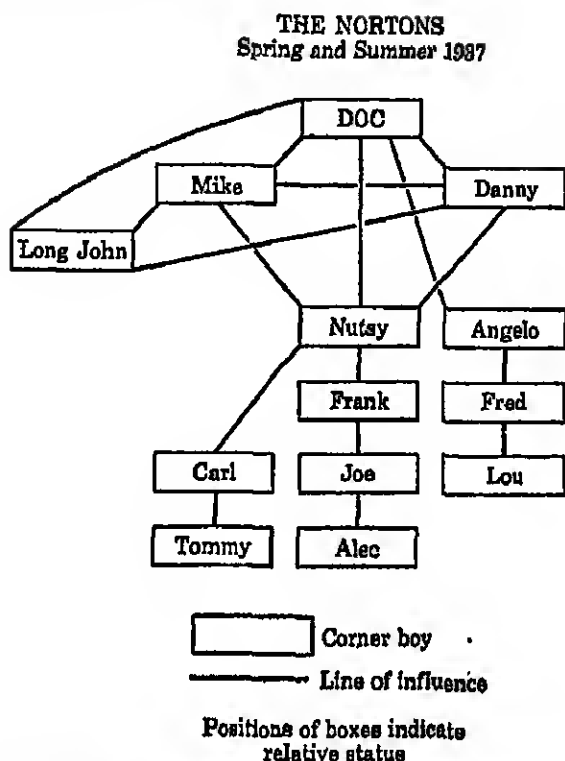 THE NORTONS
Spring and Summer 1937
DOC
Mike
Danny
Long John
Nutsy
Angelo
Frank
Fred
Carl
Joe
Lou
Tommy
Alec
Corner boy
Line of influence
Positions of boxes indicate
relative status